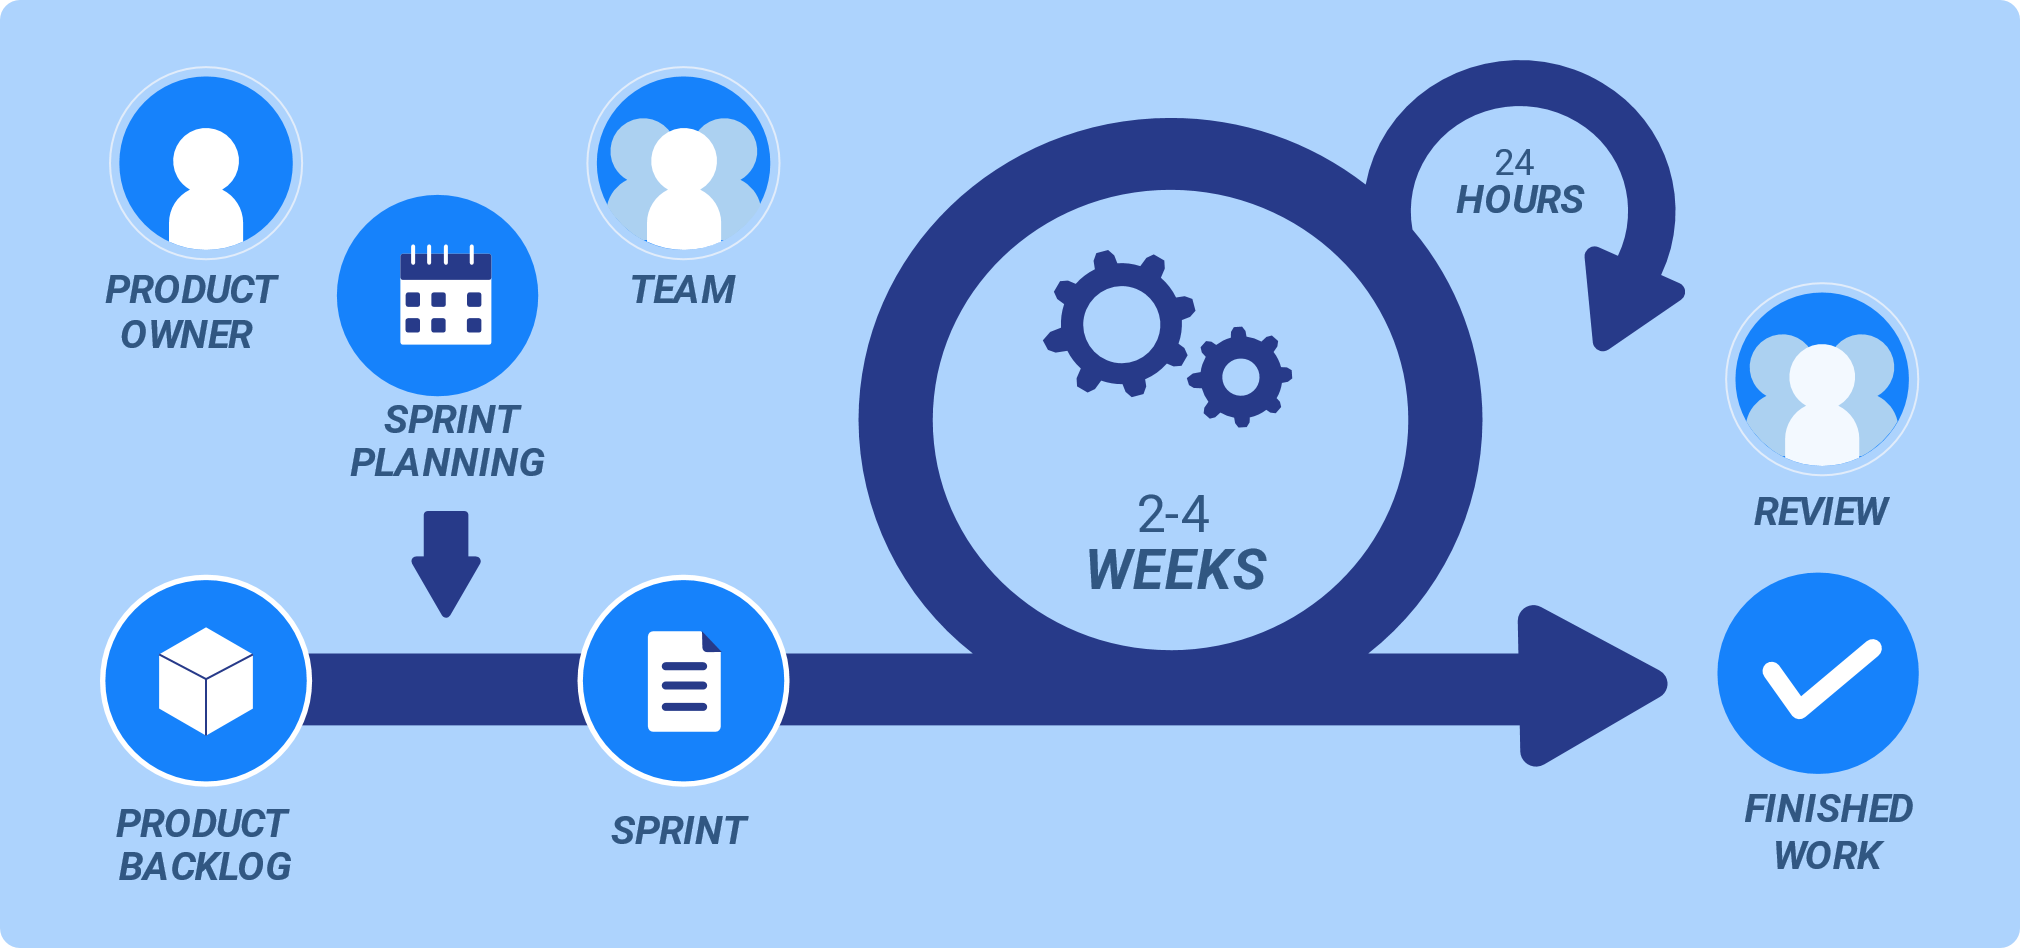 PRODUCT
OWNER
TEAM
SPRINT
PLANNING
24
HOURS
2-4
WEEKS
REVIEW
PRODUCT
BACKLOG
SPRINT
FINISHED
WORK